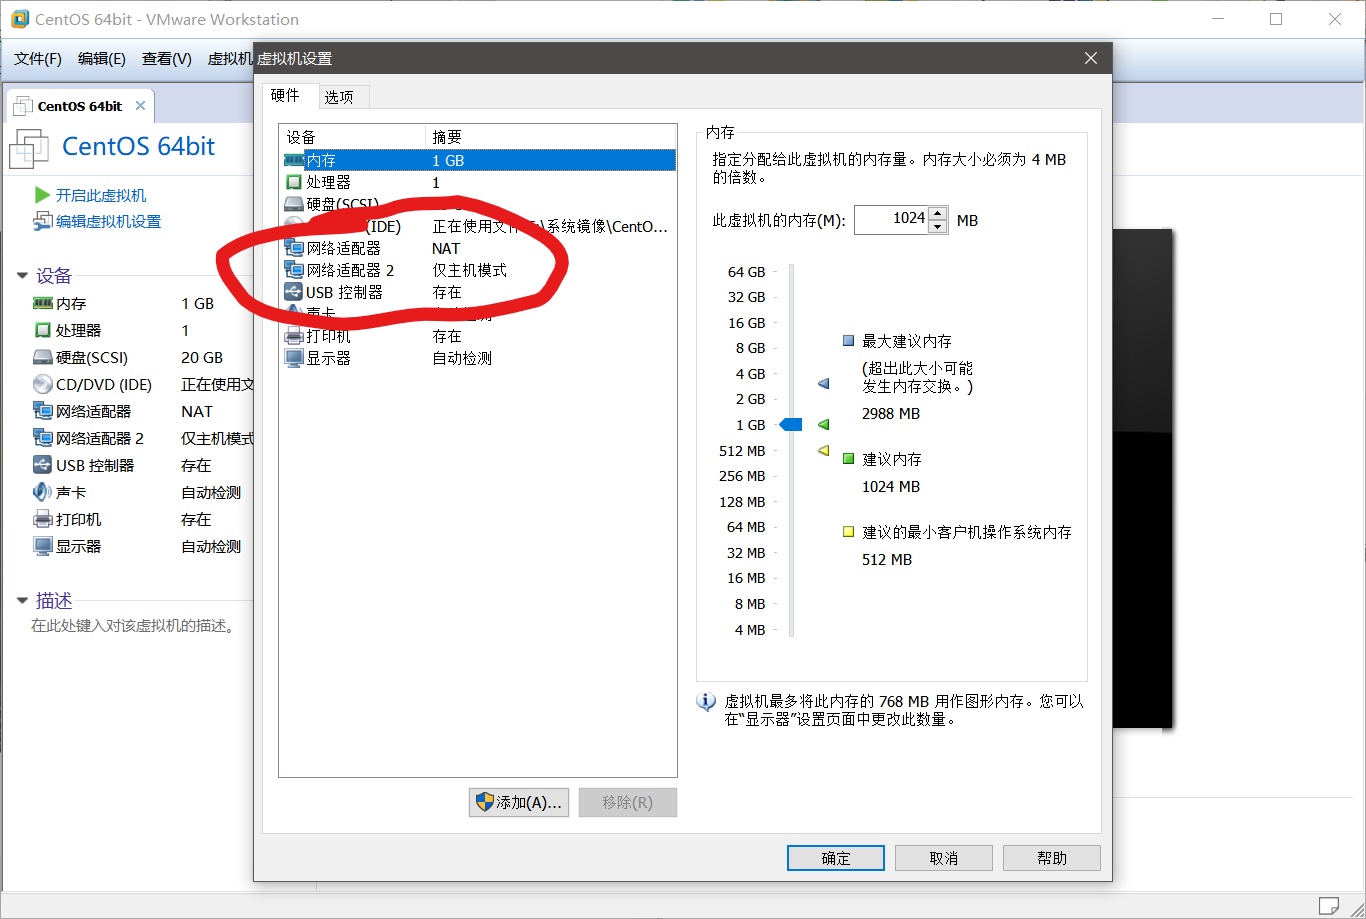 CentOS 64bit - VMware Workstation
文件(F) 编辑(E) 查看(V) 虚拟机
CentOS 64bit
CentOS 64bit
开启此虚拟机
编辑虚拟机设置
设备
内存 1 GB
处理器 1
硬盘(SCSI) 20 GB
CD/DVD (IDE) 正在使用文
网络适配器 NAT
网络适配器 2 仅主机模式
USB 控制器 存在
声卡 自动检测
打印机 存在
显示器 自动检测
描述
在此处键入对该虚拟机的描述。
虚拟机设置
硬件 选项
设备 摘要
内存 1 GB
处理器 1
硬盘(SCSI)
(IDE) 正在使用文件 \系统镜像\CentO...
网络适配器 NAT
网络适配器 2 仅主机模式
USB 控制器 存在
声卡
打印机 存在
显示器 自动检测
添加(A)... 移除(R)
内存
指定分配给此虚拟机的内存量。内存大小必须为 4 MB
的倍数。
此虚拟机的内存(M): 1024 MB
64 GB
32 GB
16 GB
8 GB
4 GB
2 GB
1 GB
512 MB
256 MB
128 MB
64 MB
32 MB
16 MB
8 MB
4 MB
最大建议内存
(超出此大小可能
发生内存交换。)
2988 MB
建议内存
1024 MB
建议的最小客户机操作系统内存
512 MB
虚拟机最多将此内存的 768 MB 用作图形内存。您可以
在“显示器”设置页面中更改此数量。
确定 取消 帮助